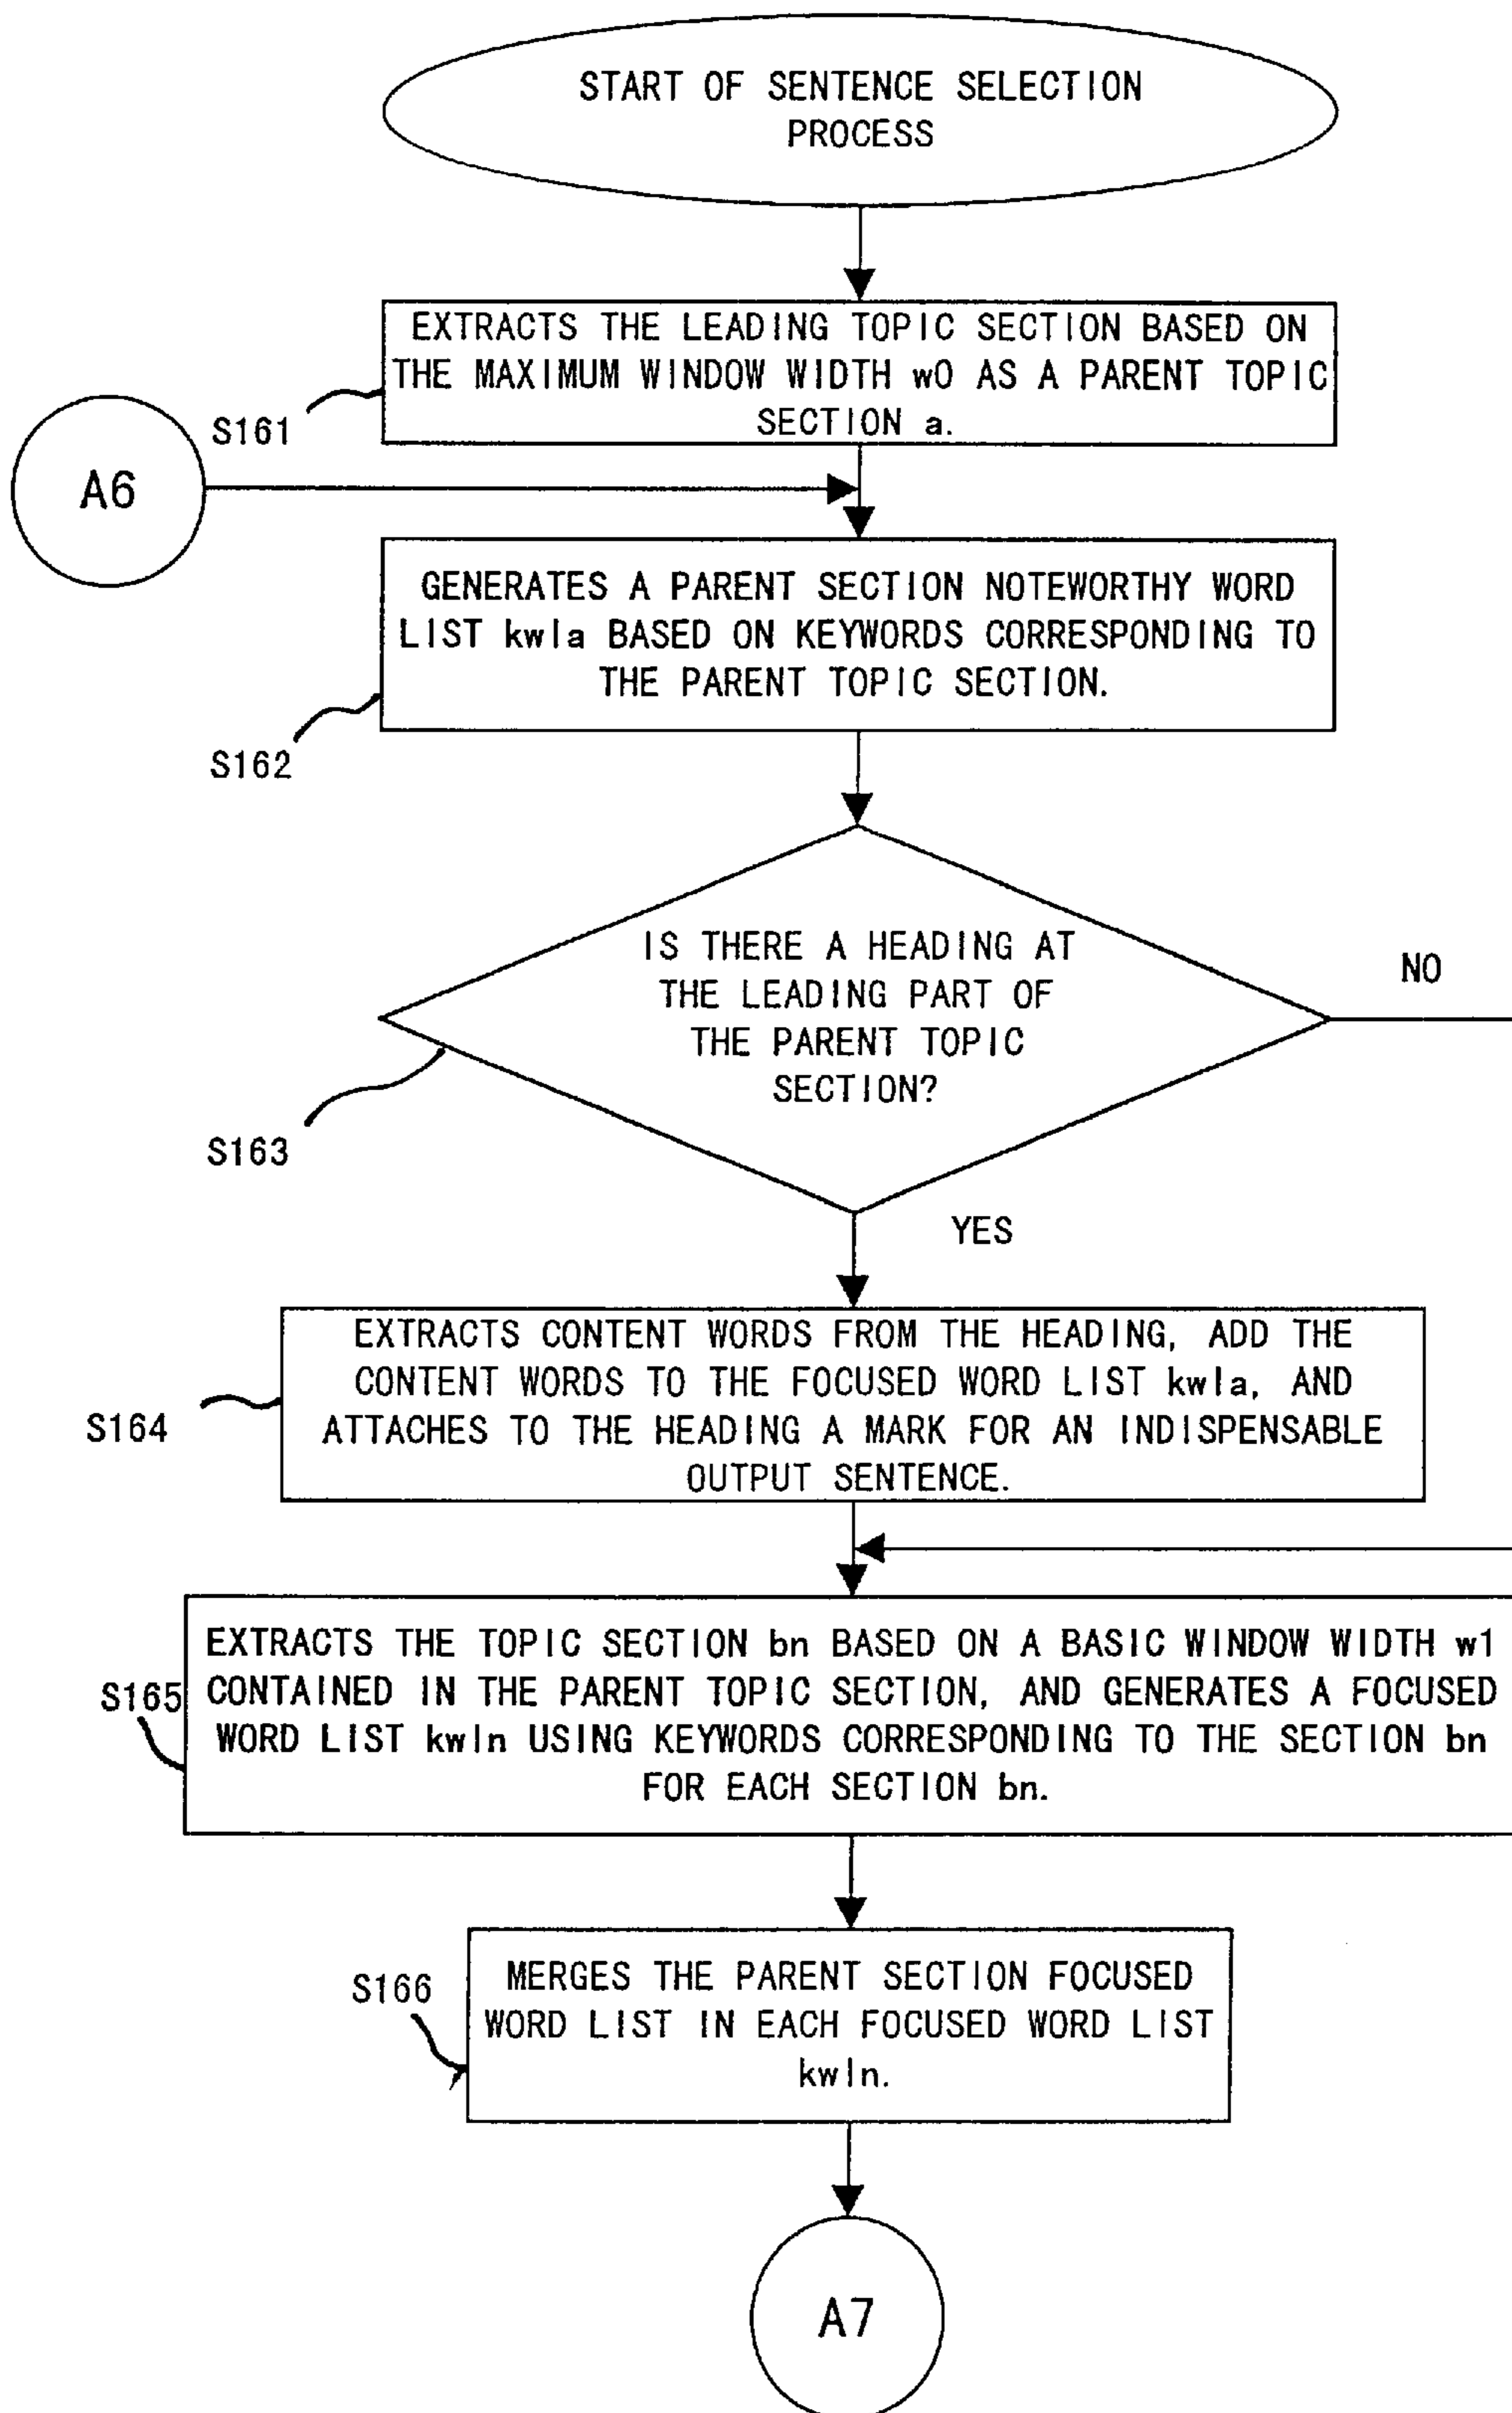 START OF SENTENCE SELECTION
PROCESS
EXTRACTS THE LEADING TOPIC SECTION BASED ON
THE MAXIMUM WINDOW WIDTH w0 AS A PARENT TOPIC
SECTION a.
S161
A6
GENERATES A PARENT SECTION NOTEWORTHY WORD
LIST kwla BASED ON KEYWORDS CORRESPONDING TO
THE PARENT TOPIC SECTION.
S162
IS THERE A HEADING AT
THE LEADING PART OF
THE PARENT TOPIC
SECTION?
NO
S163
YES
EXTRACTS CONTENT WORDS FROM THE HEADING, ADD THE
CONTENT WORDS TO THE FOCUSED WORD LIST kwla, AND
ATTACHES TO THE HEADING A MARK FOR AN INDISPENSABLE
OUTPUT SENTENCE.
S164
EXTRACTS THE TOPIC SECTION bn BASED ON A BASIC WINDOW WIDTH w1
CONTAINED IN THE PARENT TOPIC SECTION, AND GENERATES A FOCUSED
WORD LIST kwln USING KEYWORDS CORRESPONDING TO THE SECTION bn
FOR EACH SECTION bn.
S165
MERGES THE PARENT SECTION FOCUSED
WORD LIST IN EACH FOCUSED WORD LIST
kwln.
S166
A7